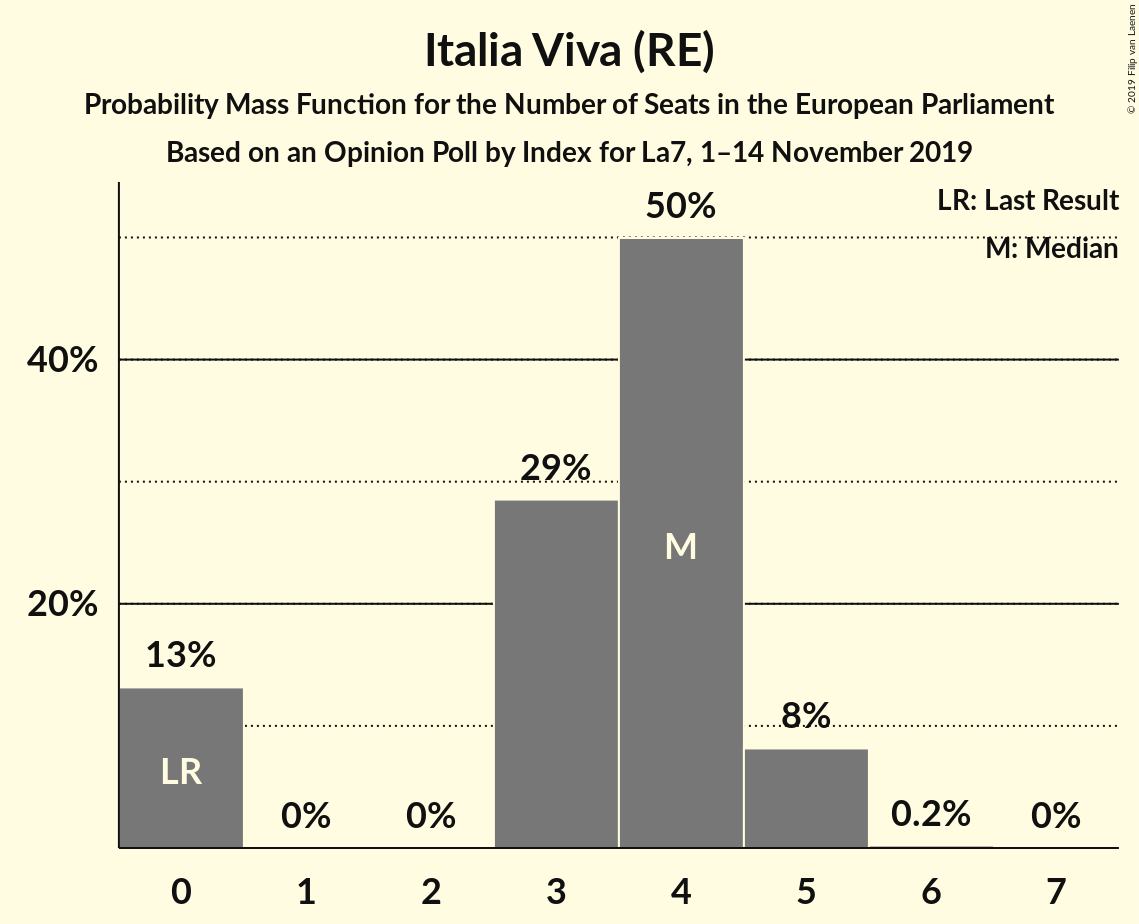 Italia Viva (RE)
Probability Mass Function for the Number of Seats in the European Parliament
Based on an Opinion Poll by Index for La7, 1–14 November 2019
© 2019 Filip van Laenen
LR: Last Result
M: Median
50%
40%
29%
M
20%
13%
8%
LR
0%
0%
0.2%
0%
0 1 2 3 4 5 6 7